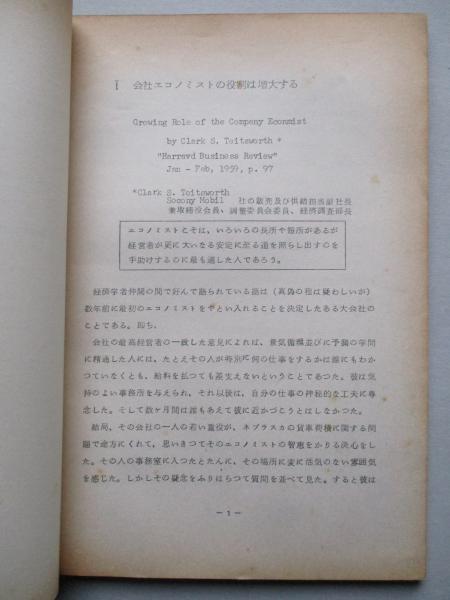 I　会社エコノミストの役割は増大する
Growing Role of the Company Economist
by Clark S. Teitsworth *
"Harravd Business Review"
Jan - Feb, 1959, p. 97
*Clark S. Teitsworth
Socony Mobil　社の販売及び供給担当副社長
兼取締役会員、調整委員会委員、経済調査部長
エコノミストこそは、いろいろの長所や短所があるが
経営者が更に大いなる安定に至る道を照らし出すのを
手助けするのに最も適した人であろう。
経済学者仲間の間で好んで語られている話は（真偽の程は疑わしいが）
数年前に最初のエコノミストをやとい入れることを決定したある大会社の
ことである。即ち、
会社の最高経営者の一致した意見によれば、景気循環並びに予測の学問
に精通した人には、たとえその人が特別に何の仕事をするかは誰にもわか
つていなくとも、給料を払つても差支えないということであつた。彼は気
持のよい事務所を与えられ、それ以後は、自分の仕事の神秘的な工夫に専
念した。そして数ケ月間は誰もあえて彼に近かづこうとはしなかつた。
結局、その会社の一人の若い重役が、ネブラスカの貨車荷積に関する問
題で途方にくれて、思いきつてそのエコノミストの智恵をかりる決心をし
た。その人の事務室に入つたとたんに、その場所に変に活気のない雰囲気
を感じた。しかしその疑念をふりはらつて質問を並べて見た。すると彼は
－1－